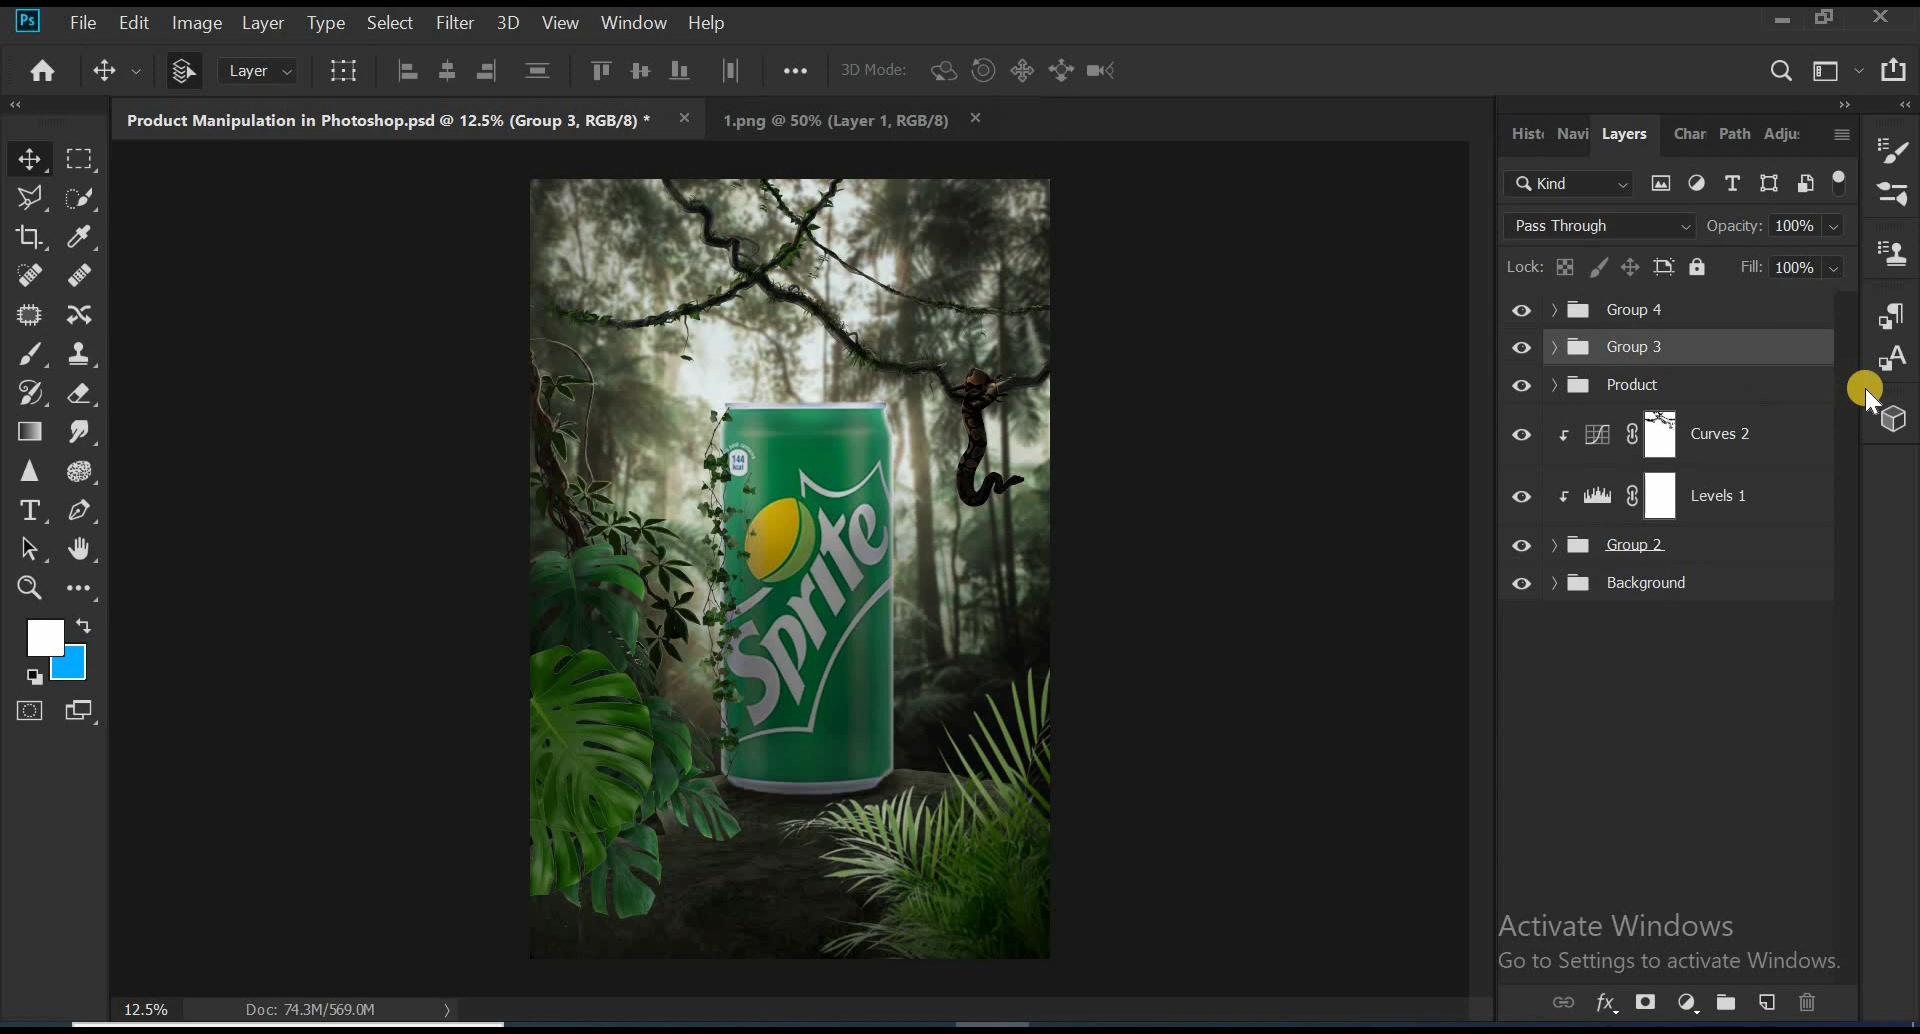 Ps File Edit Image Layer Type Select Filter 3D View Window Help
Layer 3D Mode:
Product Manipulation in Photoshop.psd @ 12.5% (Group 3, RGB/8) *
1.png @ 50% (Layer 1, RGB/8)
Histo Navi Layers Char Path Adju:
Kind
Pass Through Opacity: 100%
Lock: Fill: 100%
Group 4
Group 3
Product
Curves 2
Levels 1
Group 2
Background
144
kcal
Sprite
Activate Windows
Go to Settings to activate Windows.
12.5% Doc: 74.3M/569.0M